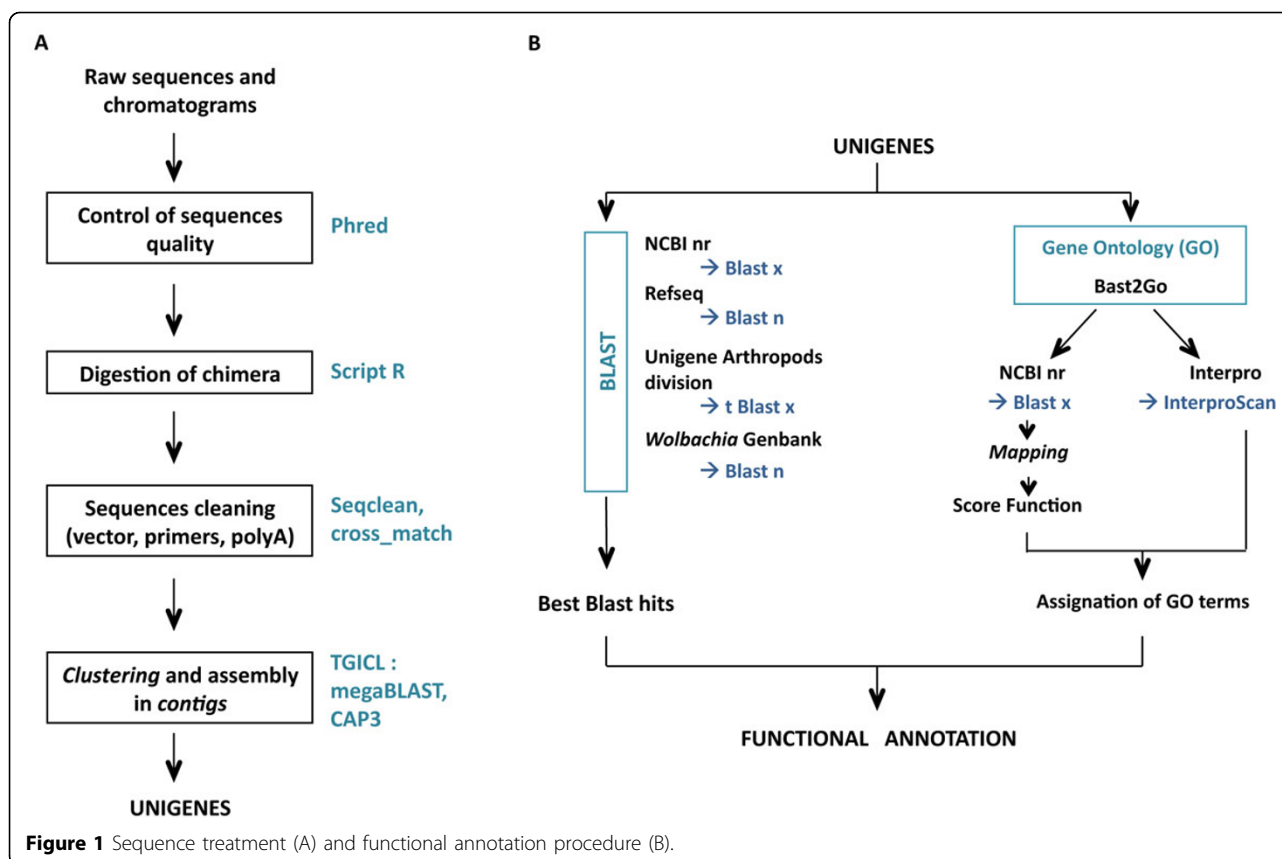 A
Raw sequences and
chromatograms
Control of sequences
quality
Phred
Digestion of chimera
Script R
Sequences cleaning
(vector, primers, polyA)
Seqclean,
cross_match
Clustering and assembly
in contigs
TGICL :
megaBLAST,
CAP3
UNIGENES
B
UNIGENES
BLAST
NCBI nr
→ Blast x
Refseq
→ Blast n
Unigene Arthropods
division
→ t Blast x
Wolbachia Genbank
→ Blast n
Best Blast hits
Gene Ontology (GO)
Bast2Go
NCBI nr
→ Blast x
Mapping
Score Function
Interpro
→ InterproScan
Assignation of GO terms
FUNCTIONAL ANNOTATION
Figure 1 Sequence treatment (A) and functional annotation procedure (B).